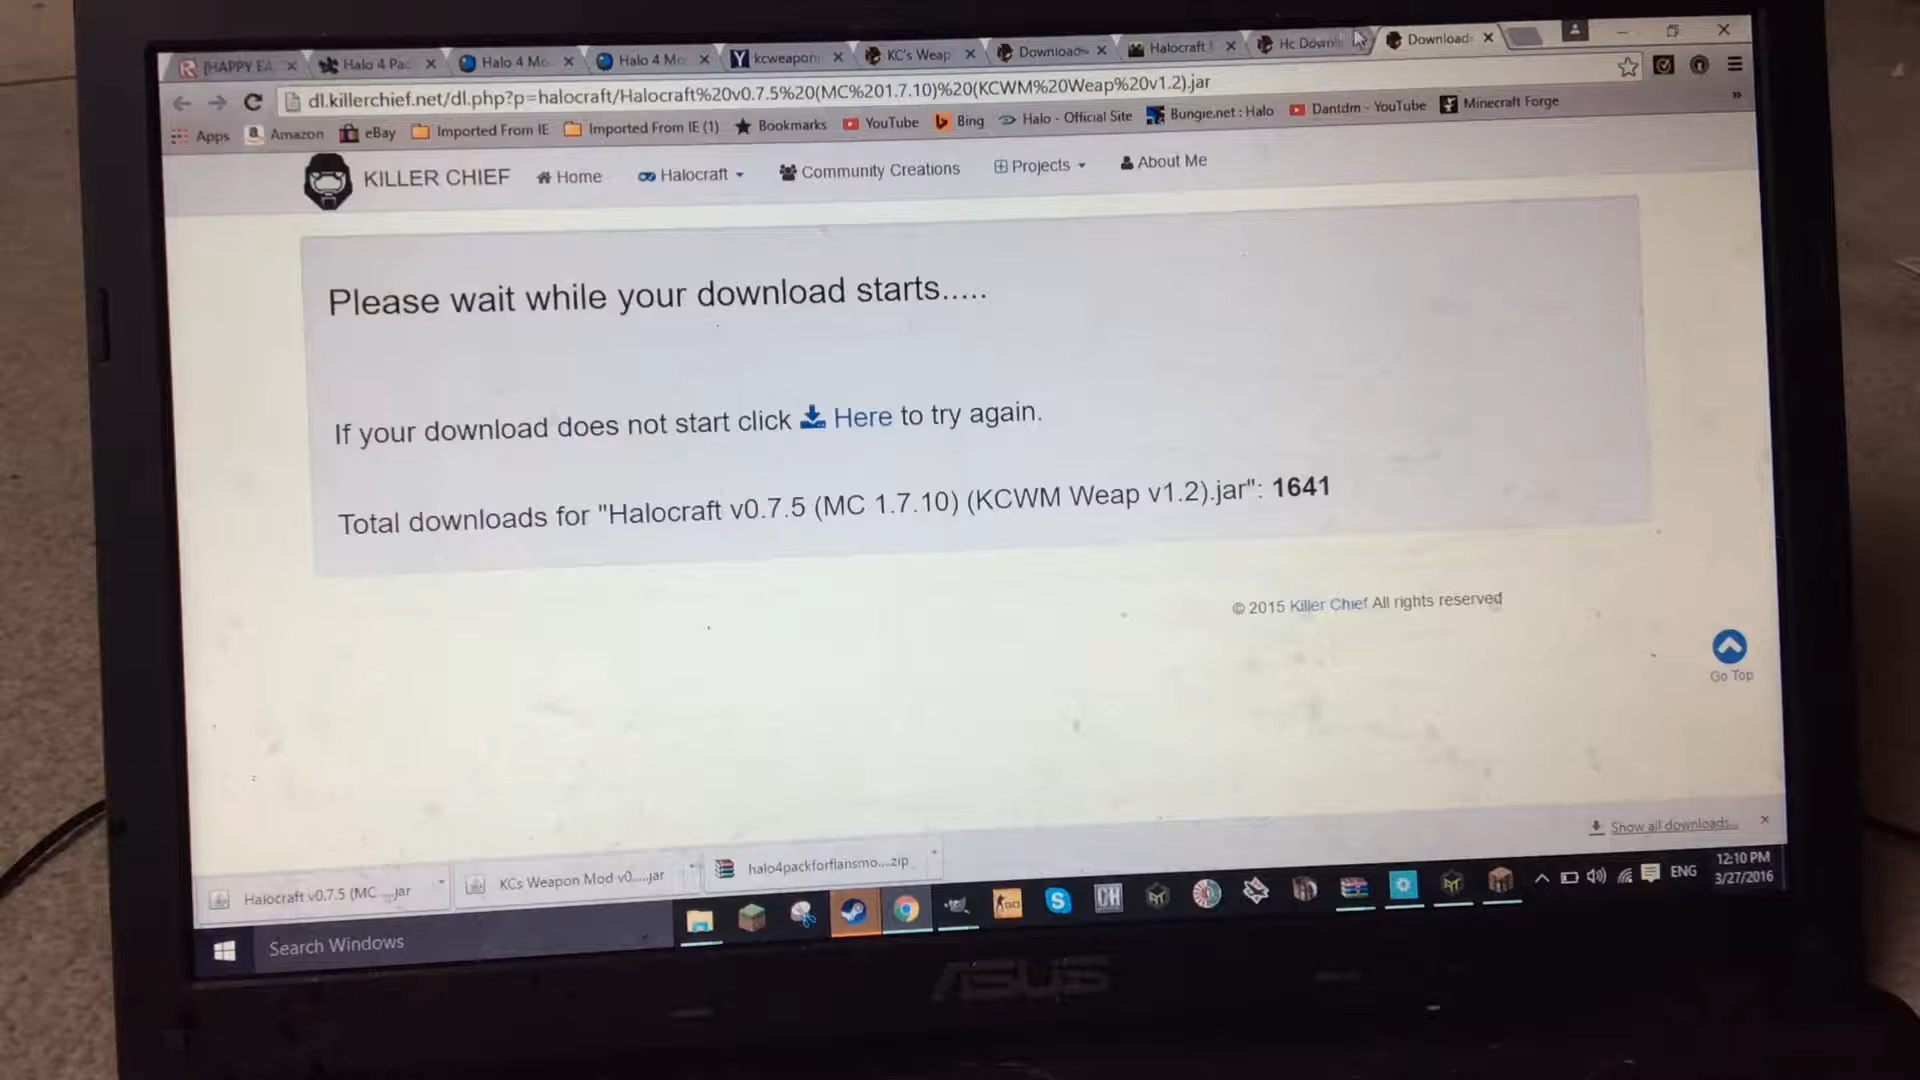 [HAPPY EA
Halo 4 Pac
Halo 4 Mo
Halo 4 Mo
kcweapon
KC's Weap
Download
Halocraft
Hc Downl
Download
dl.killerchief.net/dl.php?p=halocraft/Halocraft%20v0.7.5%20(MC%201.7.10)%20(KCWM%20Weap%20v1.2).jar
Apps
Amazon
eBay
Imported From IE
Imported From IE (1)
Bookmarks
YouTube
Bing
Halo - Official Site
Bungie.net : Halo
Dantdm - YouTube
Minecraft Forge
KILLER CHIEF
Home
Halocraft
Community Creations
Projects
About Me
Please wait while your download starts.....
If your download does not start click Here to try again.
Total downloads for "Halocraft v0.7.5 (MC 1.7.10) (KCWM Weap v1.2).jar": 1641
© 2015 Killer Chief All rights reserved
Go Top
Show all downloads...
Halocraft v0.7.5 (MC ....jar
KCs Weapon Mod v0....jar
halo4packforflansmo....zip
Search Windows
GO
CH
ENG
12:10 PM
3/27/2016
ASUS